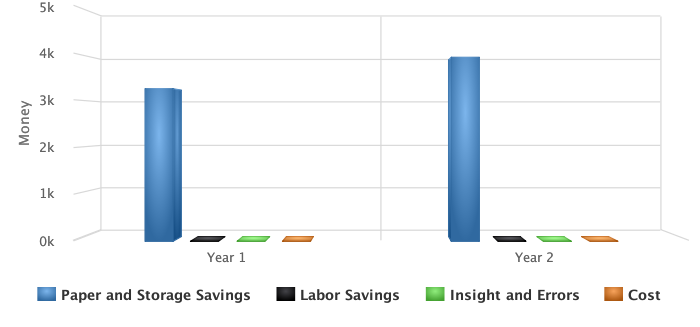 5k
4k
3k
2k
1k
0k
Money
Year 1
Year 2
Paper and Storage Savings
Labor Savings
Insight and Errors
Cost